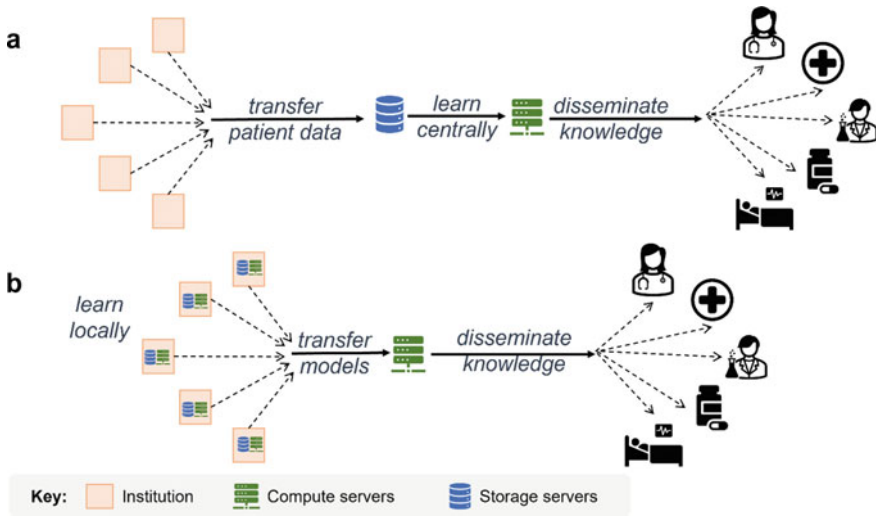 a
transfer
patient data
learn
centrally
disseminate
knowledge
b
learn
locally
transfer
models
disseminate
knowledge
Key: Institution Compute servers Storage servers